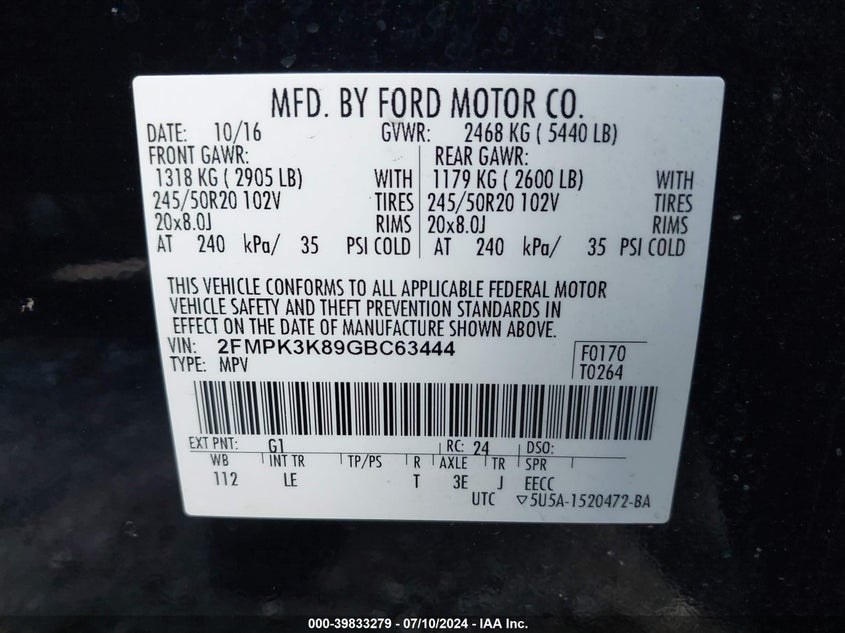 MFD. BY FORD MOTOR CO.
DATE: 10/16 GVWR: 2468 KG ( 5440 LB)
FRONT GAWR: REAR GAWR:
1318 KG ( 2905 LB) WITH 1179 KG ( 2600 LB) WITH
245/50R20 102V TIRES 245/50R20 102V TIRES
20x8.0J RIMS 20x8.0J RIMS
AT 240 kPa/ 35 PSI COLD AT 240 kPa/ 35 PSI COLD
THIS VEHICLE CONFORMS TO ALL APPLICABLE FEDERAL MOTOR
VEHICLE SAFETY AND THEFT PREVENTION STANDARDS IN
EFFECT ON THE DATE OF MANUFACTURE SHOWN ABOVE.
VIN: 2FMPK3K89GBC63444 F0170
TYPE: MPV T0264
EXT PNT: G1 RC: 24 DSO:
WB INT TR TP/PS R AXLE TR SPR
112 LE T 3E J EECC
UTC ▽5U5A-1520472-BA
000-39833279 / 07/10/2024 - IAA Inc.